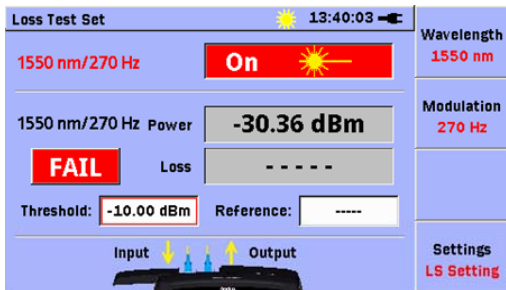 Loss Test Set
13:40:03
Wavelength
1550 nm
1550 nm/270 Hz
On
Modulation
270 Hz
1550 nm/270 Hz Power
-30.36 dBm
FAIL
Loss
- - - - -
Threshold:
-10.00 dBm
Reference:
-----
Input
Output
Settings
LS Setting